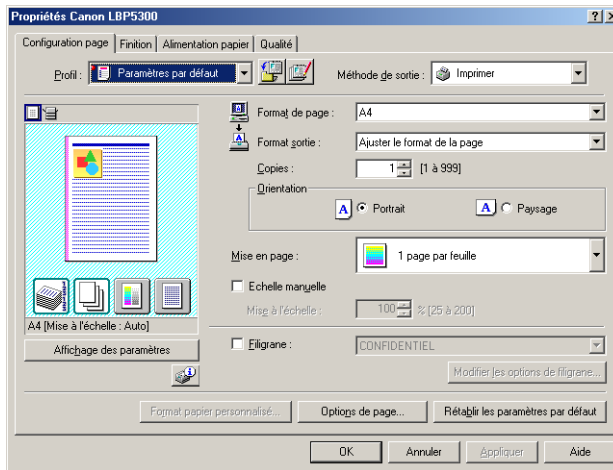 Propriétés Canon LBP5300
Configuration page Finition Alimentation papier Qualité
Profil : Paramètres par défaut Méthode de sortie : Imprimer
Format de page : A4
Format sortie : Ajuster le format de la page
Copies : 1 [1 à 999]
Orientation
A Portrait A Paysage
Mise en page : 1 page par feuille
Echelle manuelle
Mise à l'échelle : 100 % [25 à 200]
A4 [Mise à l'échelle : Auto]
Affichage des paramètres
Filigrane : CONFIDENTIEL
Modifier les options de filigrane...
Format papier personnalisé... Options de page... Rétablir les paramètres par défaut
OK Annuler Appliquer Aide